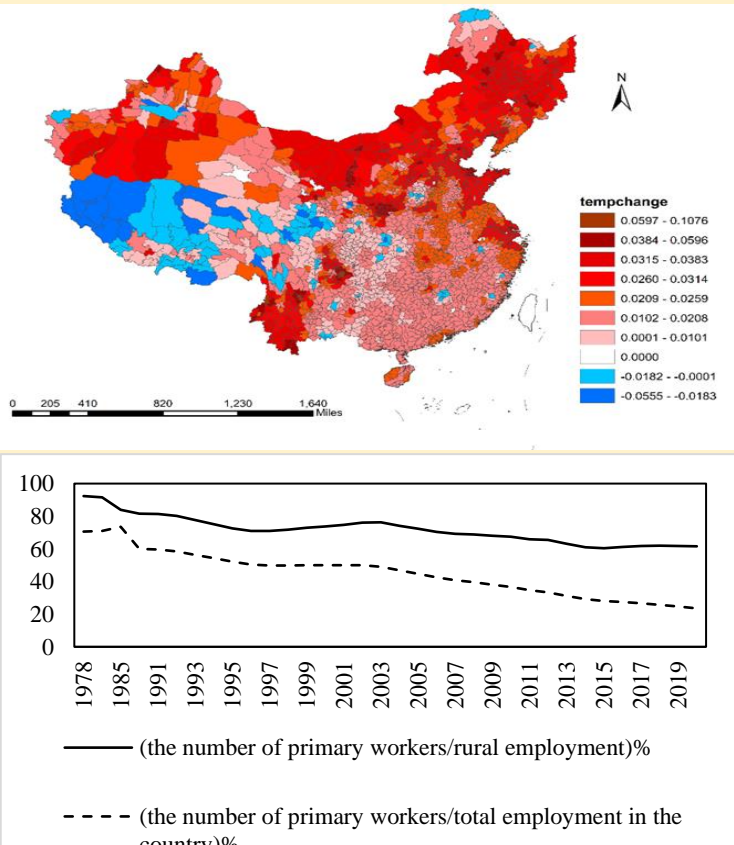 N
tempchange
0.0597 - 0.1076
0.0384 - 0.0596
0.0315 - 0.0383
0.0260 - 0.0314
0.0209 - 0.0259
0.0102 - 0.0208
0.0001 - 0.0101
0.0000
-0.0182 - -0.0001
-0.0555 - -0.0183
0 205 410 820 1,230 1,640
Miles
100
80
60
40
20
0
1978 1985 1991 1993 1995 1997 1999 2001 2003 2005 2007 2009 2011 2013 2015 2017 2019
(the number of primary workers/rural employment)%
(the number of primary workers/total employment in the
country)%